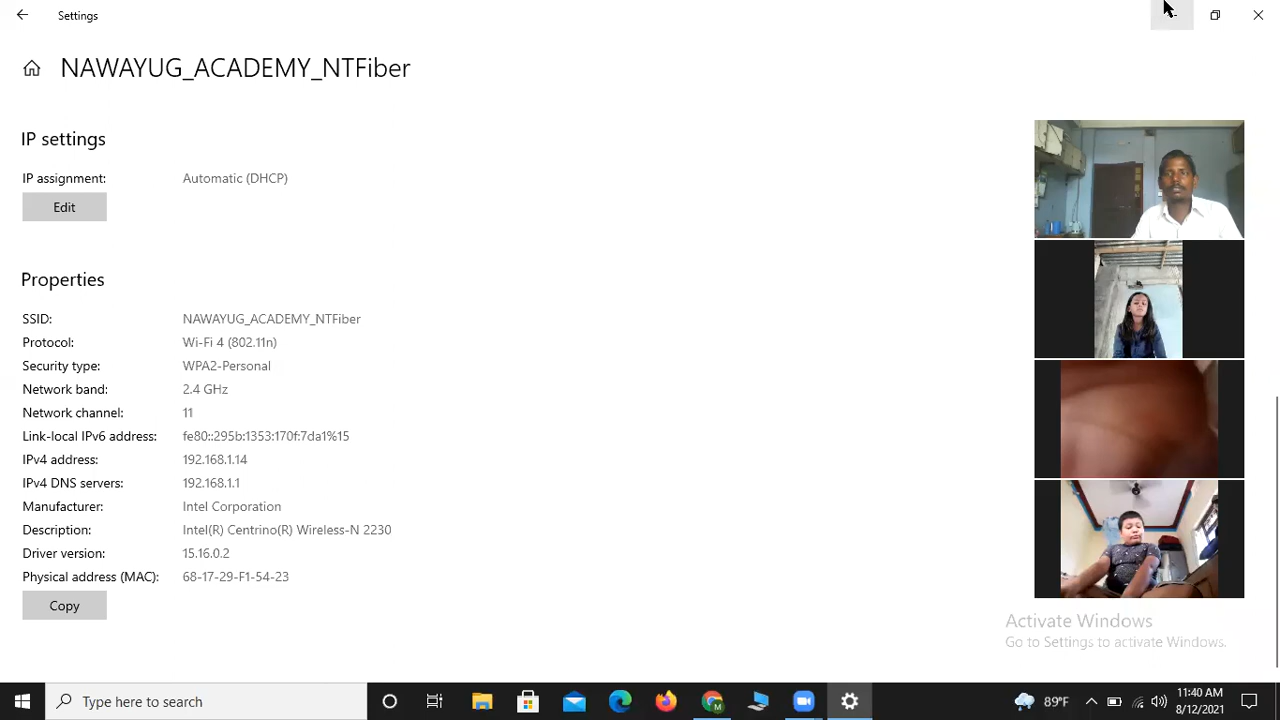 Settings
NAWAYUG_ACADEMY_NTFiber
IP settings
IP assignment: Automatic (DHCP)
Edit
Properties
SSID: NAWAYUG_ACADEMY_NTFiber
Protocol: Wi-Fi 4 (802.11n)
Security type: WPA2-Personal
Network band: 2.4 GHz
Network channel: 11
Link-local IPv6 address: fe80::295b:1353:170f:7da1%15
IPv4 address: 192.168.1.14
IPv4 DNS servers: 192.168.1.1
Manufacturer: Intel Corporation
Description: Intel(R) Centrino(R) Wireless-N 2230
Driver version: 15.16.0.2
Physical address (MAC): 68-17-29-F1-54-23
Copy
Activate Windows
Go to Settings to activate Windows.
Type here to search
M
89°F
11:40 AM
8/12/2021